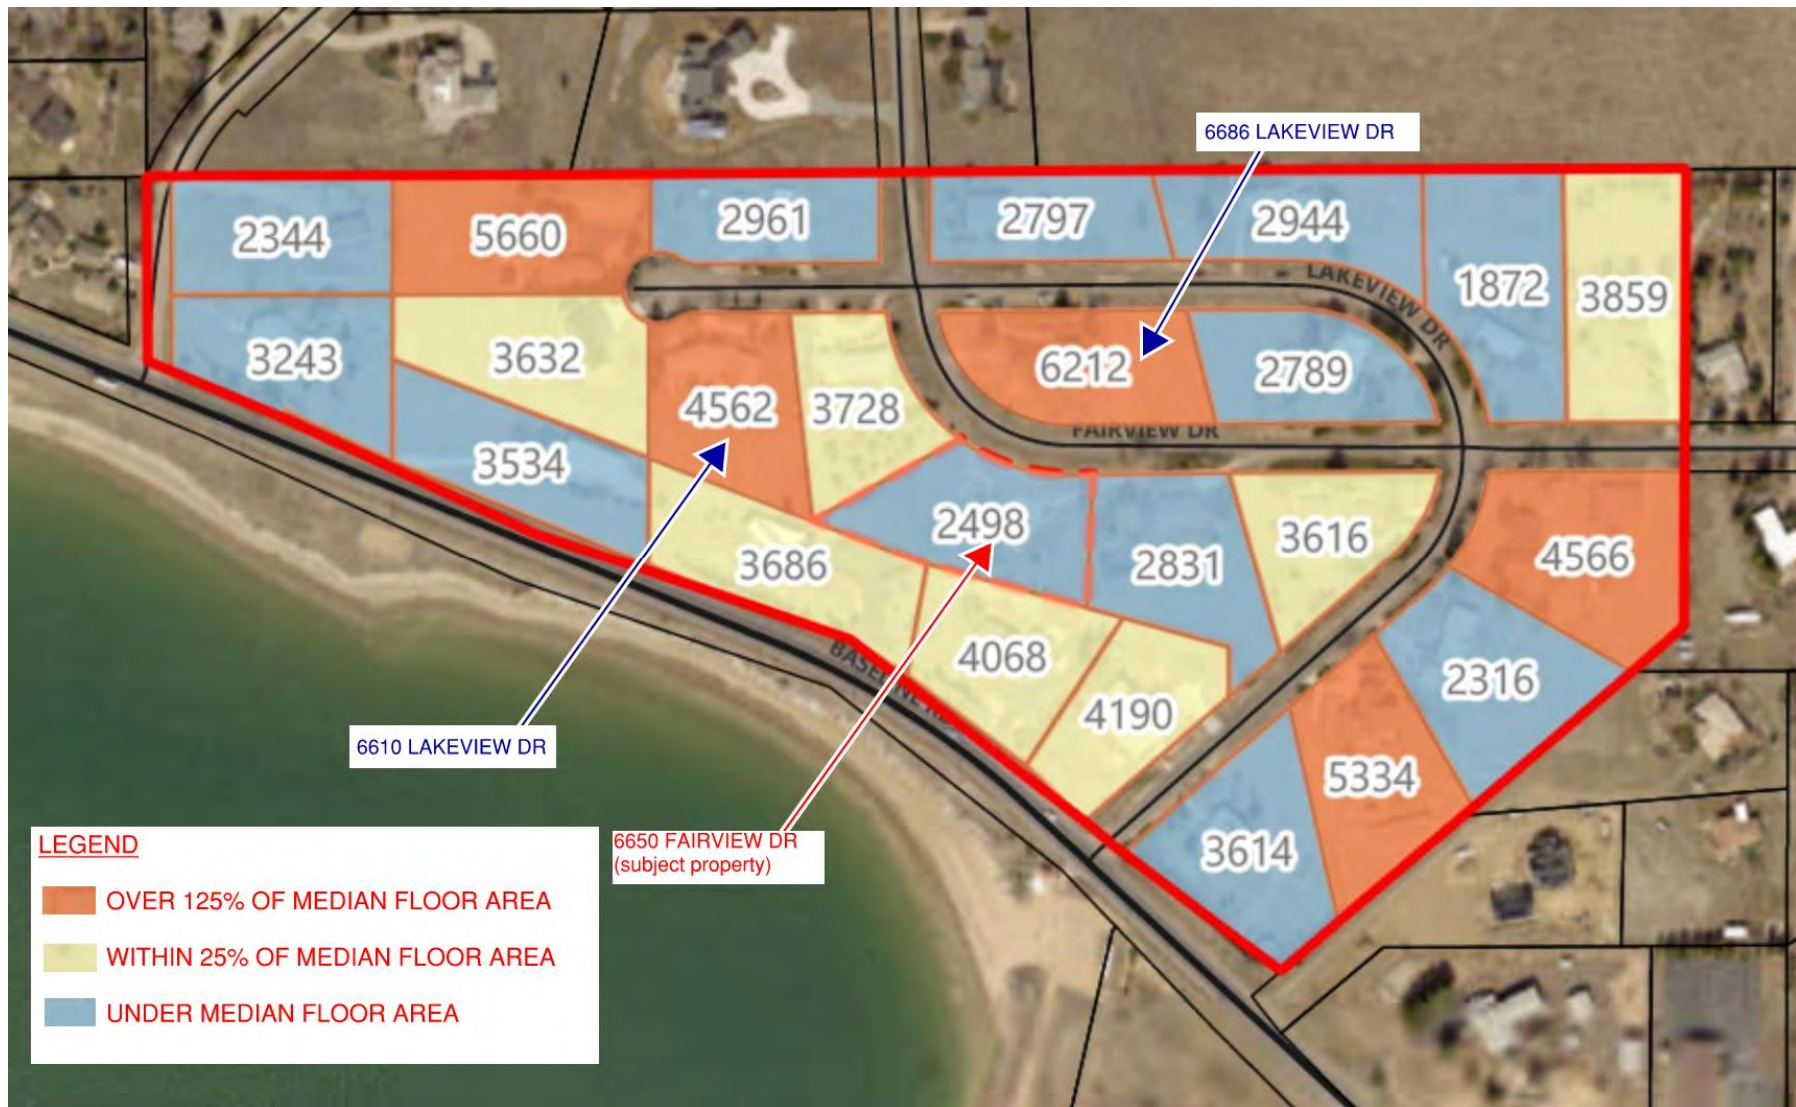 6686 LAKEVIEW DR
2344
5660
2961
2797
2944
1872
3859
LAKEVIEW DR
3243
3632
4562
3728
6212
2789
FAIRVIEW DR
3534
3686
2498
2831
3616
4566
4068
4190
2316
BASELINE RD
5334
3614
6610 LAKEVIEW DR
6650 FAIRVIEW DR
(subject property)
LEGEND
OVER 125% OF MEDIAN FLOOR AREA
WITHIN 25% OF MEDIAN FLOOR AREA
UNDER MEDIAN FLOOR AREA